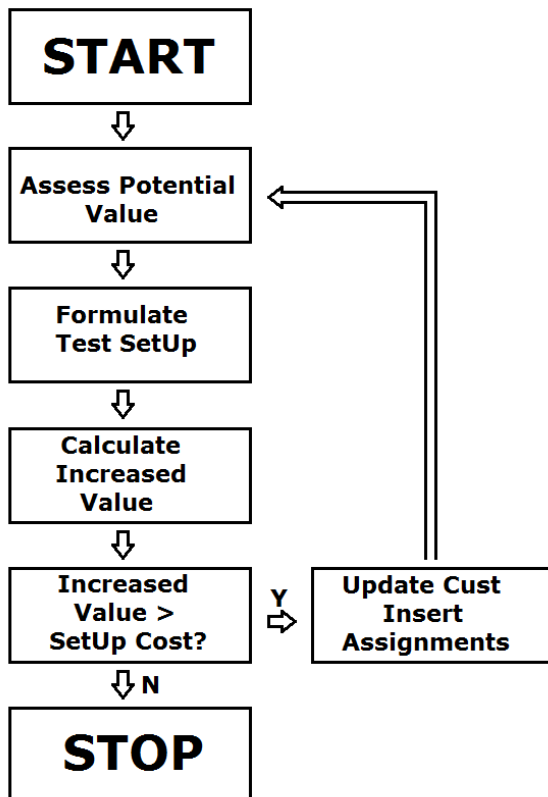 START
Assess Potential
Value
Formulate
Test SetUp
Calculate
Increased
Value
Increased
Value >
SetUp Cost?
Y
Update Cust
Insert
Assignments
N
STOP